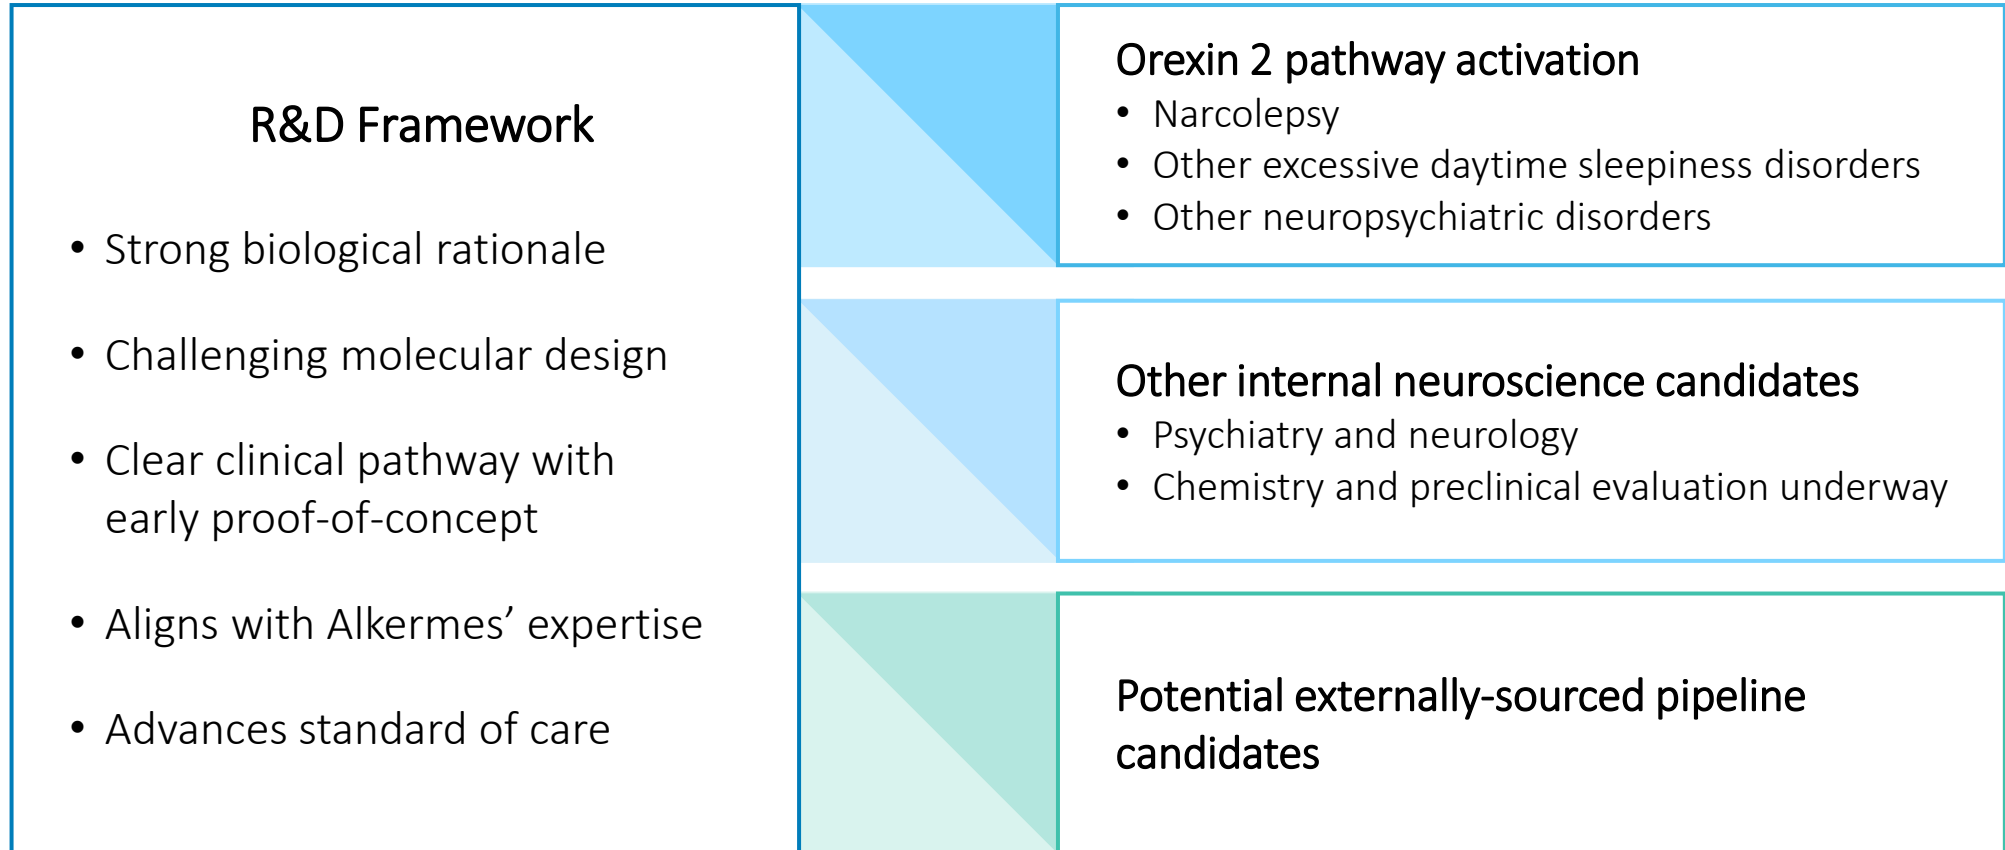 R&D Framework
• Strong biological rationale
• Challenging molecular design
• Clear clinical pathway with
early proof-of-concept
• Aligns with Alkermes’ expertise
• Advances standard of care
Orexin 2 pathway activation
• Narcolepsy
• Other excessive daytime sleepiness disorders
• Other neuropsychiatric disorders
Other internal neuroscience candidates
• Psychiatry and neurology
• Chemistry and preclinical evaluation underway
Potential externally-sourced pipeline
candidates